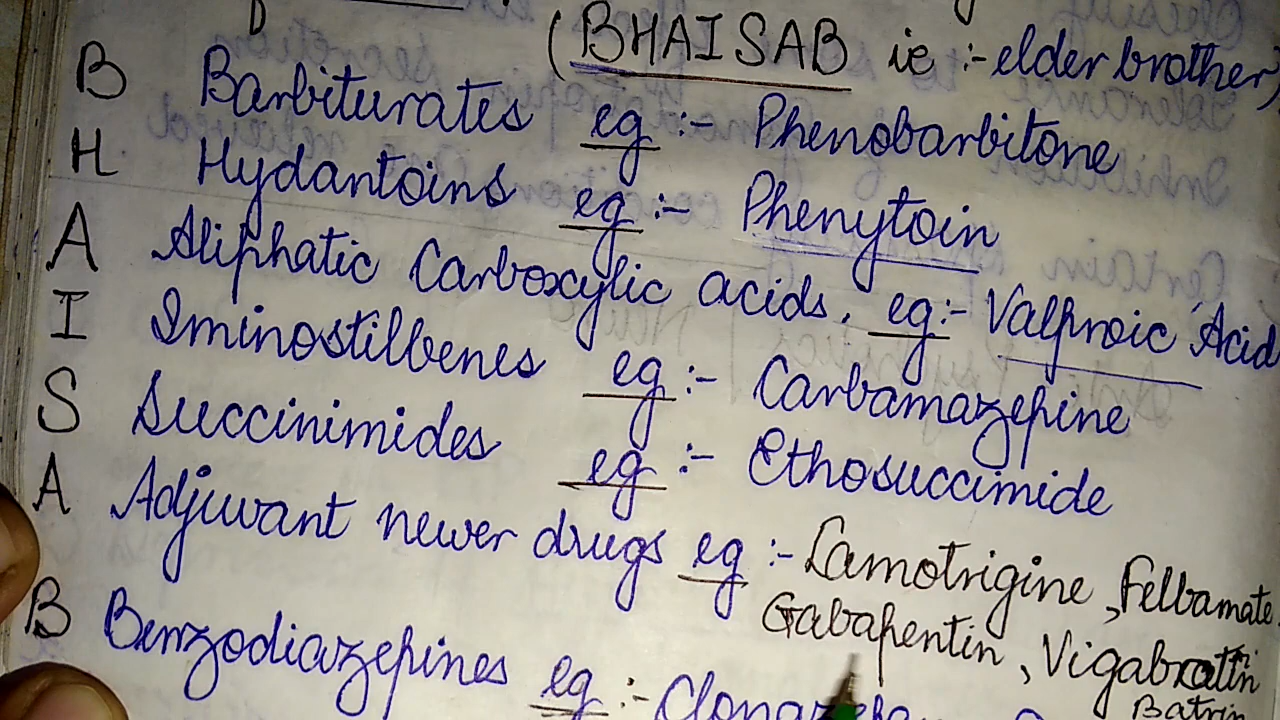 (BHAISAB ie :- elder brother)
B Barbiturates eg :- Phenobarbitone
H Hydantoins eg :- Phenytoin
A Aliphatic Carboxylic acids. eg:- Valproic Acid
I Iminostilbenes eg :- Carbamazepine
S Succinimides eg :- Ethosuccimide
A Adjuvant newer drugs eg :- Lamotrigine, Felbamate.
Gabapentin, Vigabratin
B Benzodiazepines eg :-